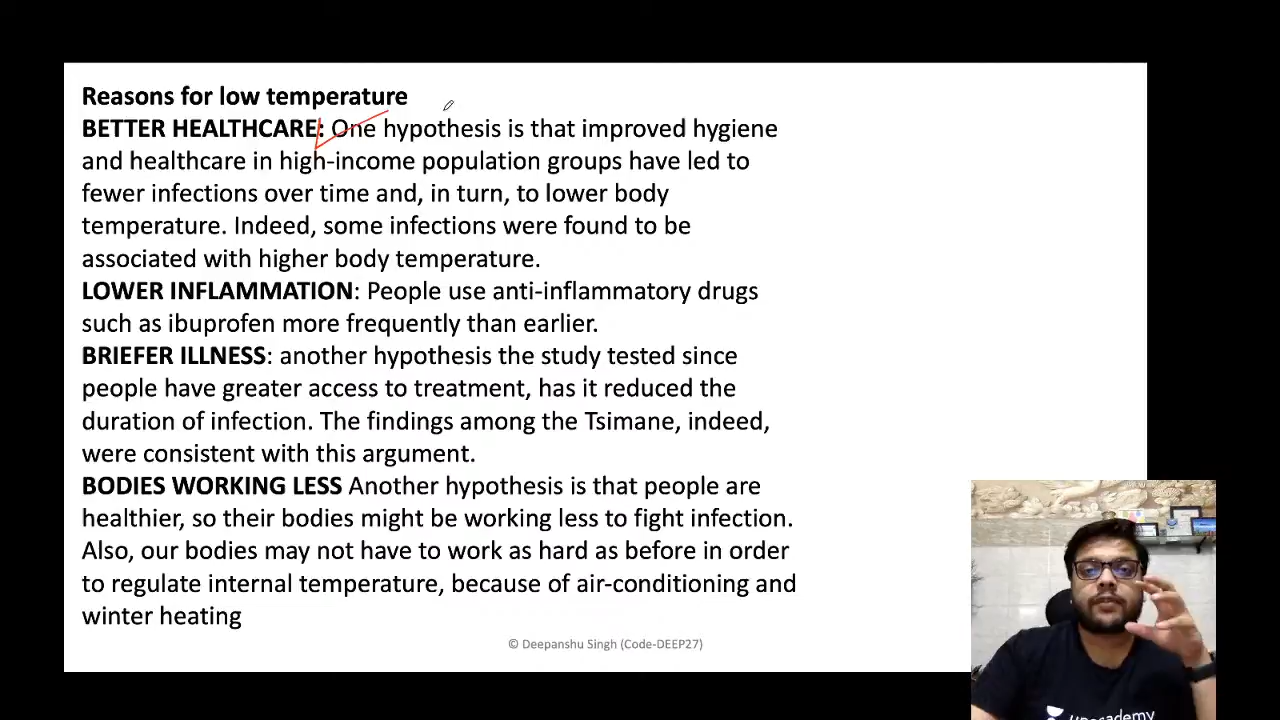 Reasons for low temperature
BETTER HEALTHCARE: One hypothesis is that improved hygiene
and healthcare in high-income population groups have led to
fewer infections over time and, in turn, to lower body
temperature. Indeed, some infections were found to be
associated with higher body temperature.
LOWER INFLAMMATION: People use anti-inflammatory drugs
such as ibuprofen more frequently than earlier.
BRIEFER ILLNESS: another hypothesis the study tested since
people have greater access to treatment, has it reduced the
duration of infection. The findings among the Tsimane, indeed,
were consistent with this argument.
BODIES WORKING LESS Another hypothesis is that people are
healthier, so their bodies might be working less to fight infection.
Also, our bodies may not have to work as hard as before in order
to regulate internal temperature, because of air-conditioning and
winter heating
© Deepanshu Singh (Code-DEEP27)